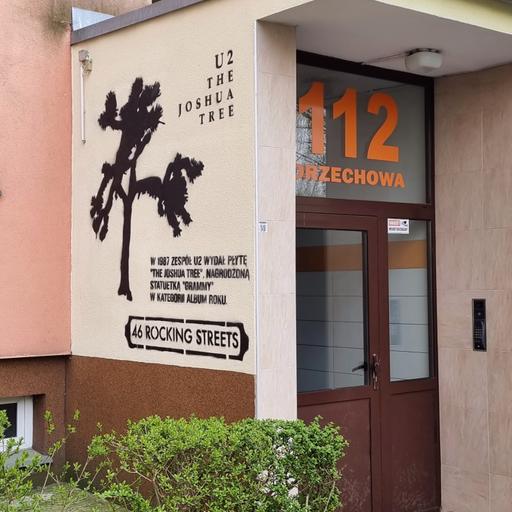 U2
THE
JOSHUA
TREE
W 1987 ZESPÓŁ U2 WYDAŁ PŁYTĘ
"THE JOSHUA TREE", NAGRODZONĄ
STATUETKĄ "GRAMMY"
W KATEGORII ALBUM ROKU.
46 ROCKING STREETS
112
ORZECHOWA